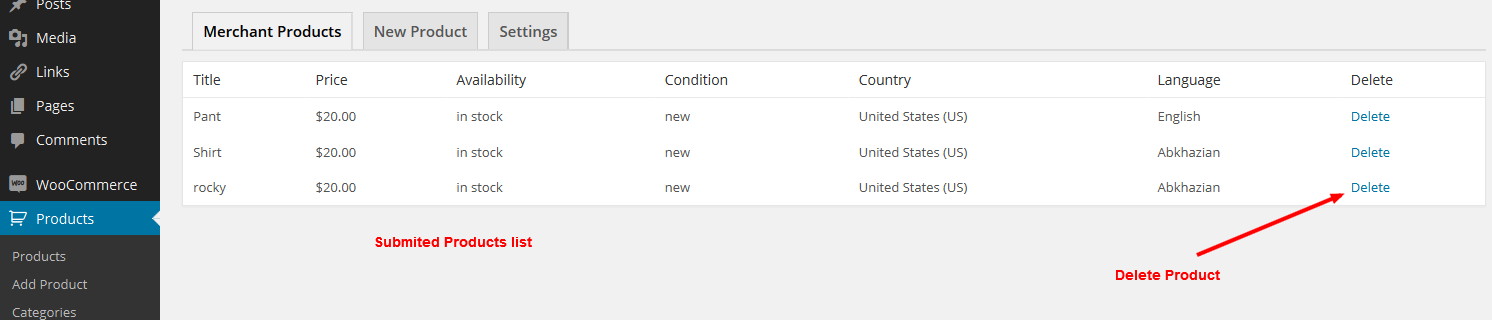 Posts
Media
Links
Pages
Comments
WooCommerce
Products
Products
Add Product
Categories
Merchant Products New Product Settings
Title Price Availability Condition Country Language Delete
Pant $20.00 in stock new United States (US) English Delete
Shirt $20.00 in stock new United States (US) Abkhazian Delete
rocky $20.00 in stock new United States (US) Abkhazian Delete
Submited Products list
Delete Product